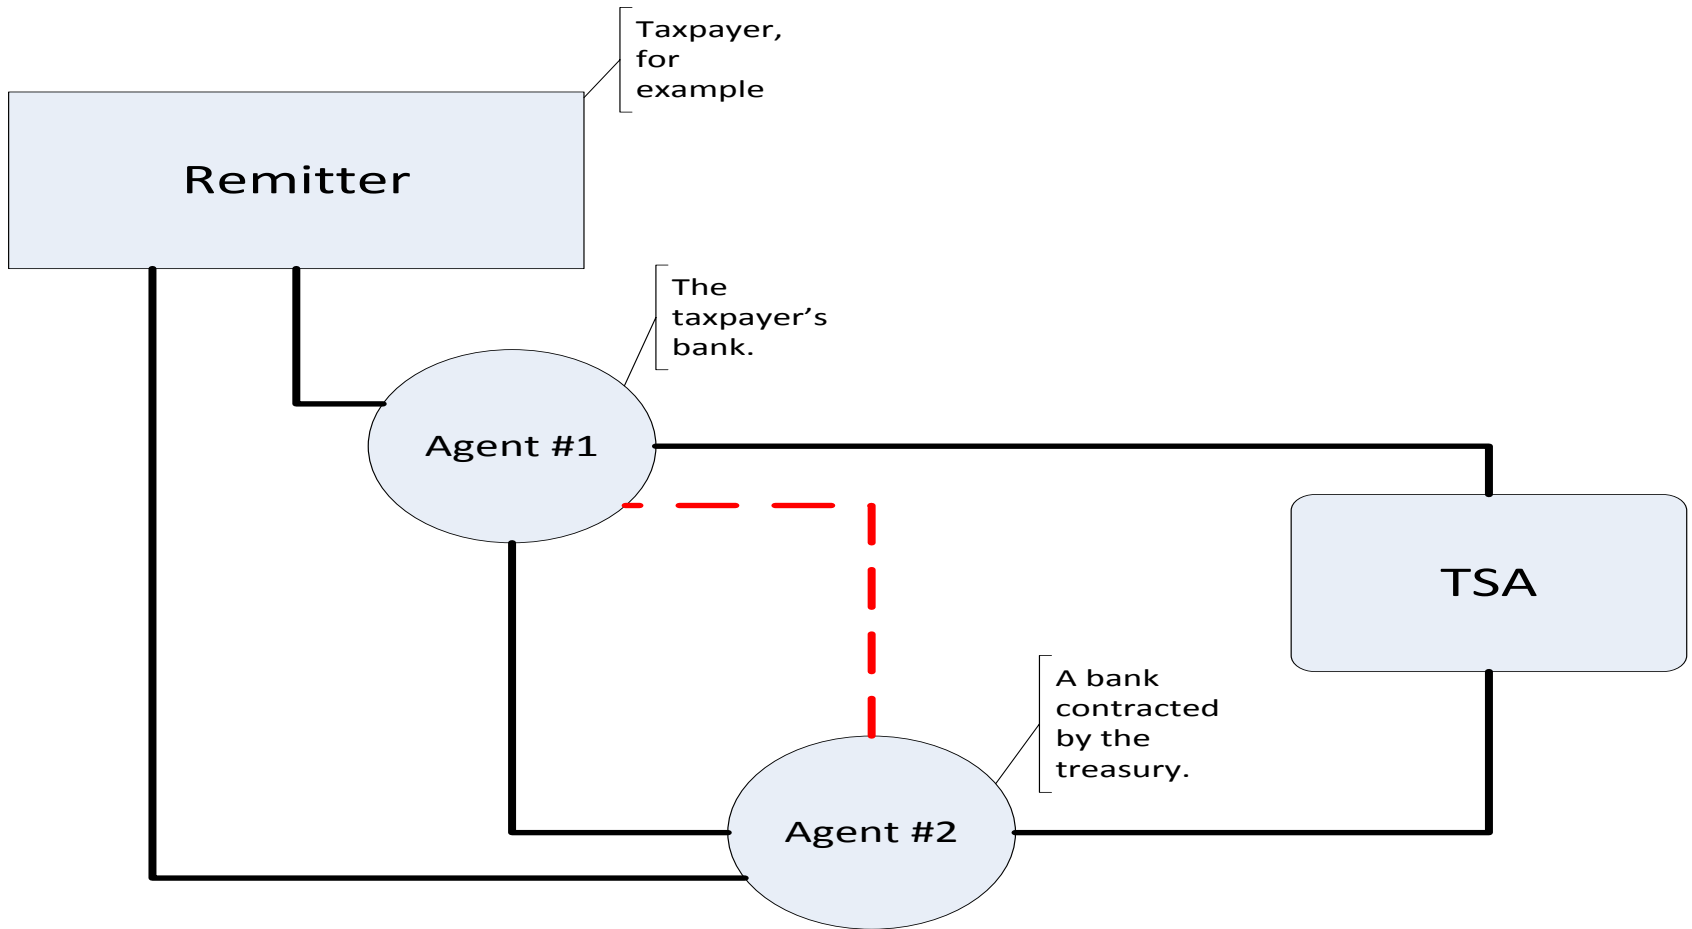 Taxpayer,
for
example
Remitter
The
taxpayer’s
bank.
Agent #1
TSA
A bank
contracted
by the
treasury.
Agent #2